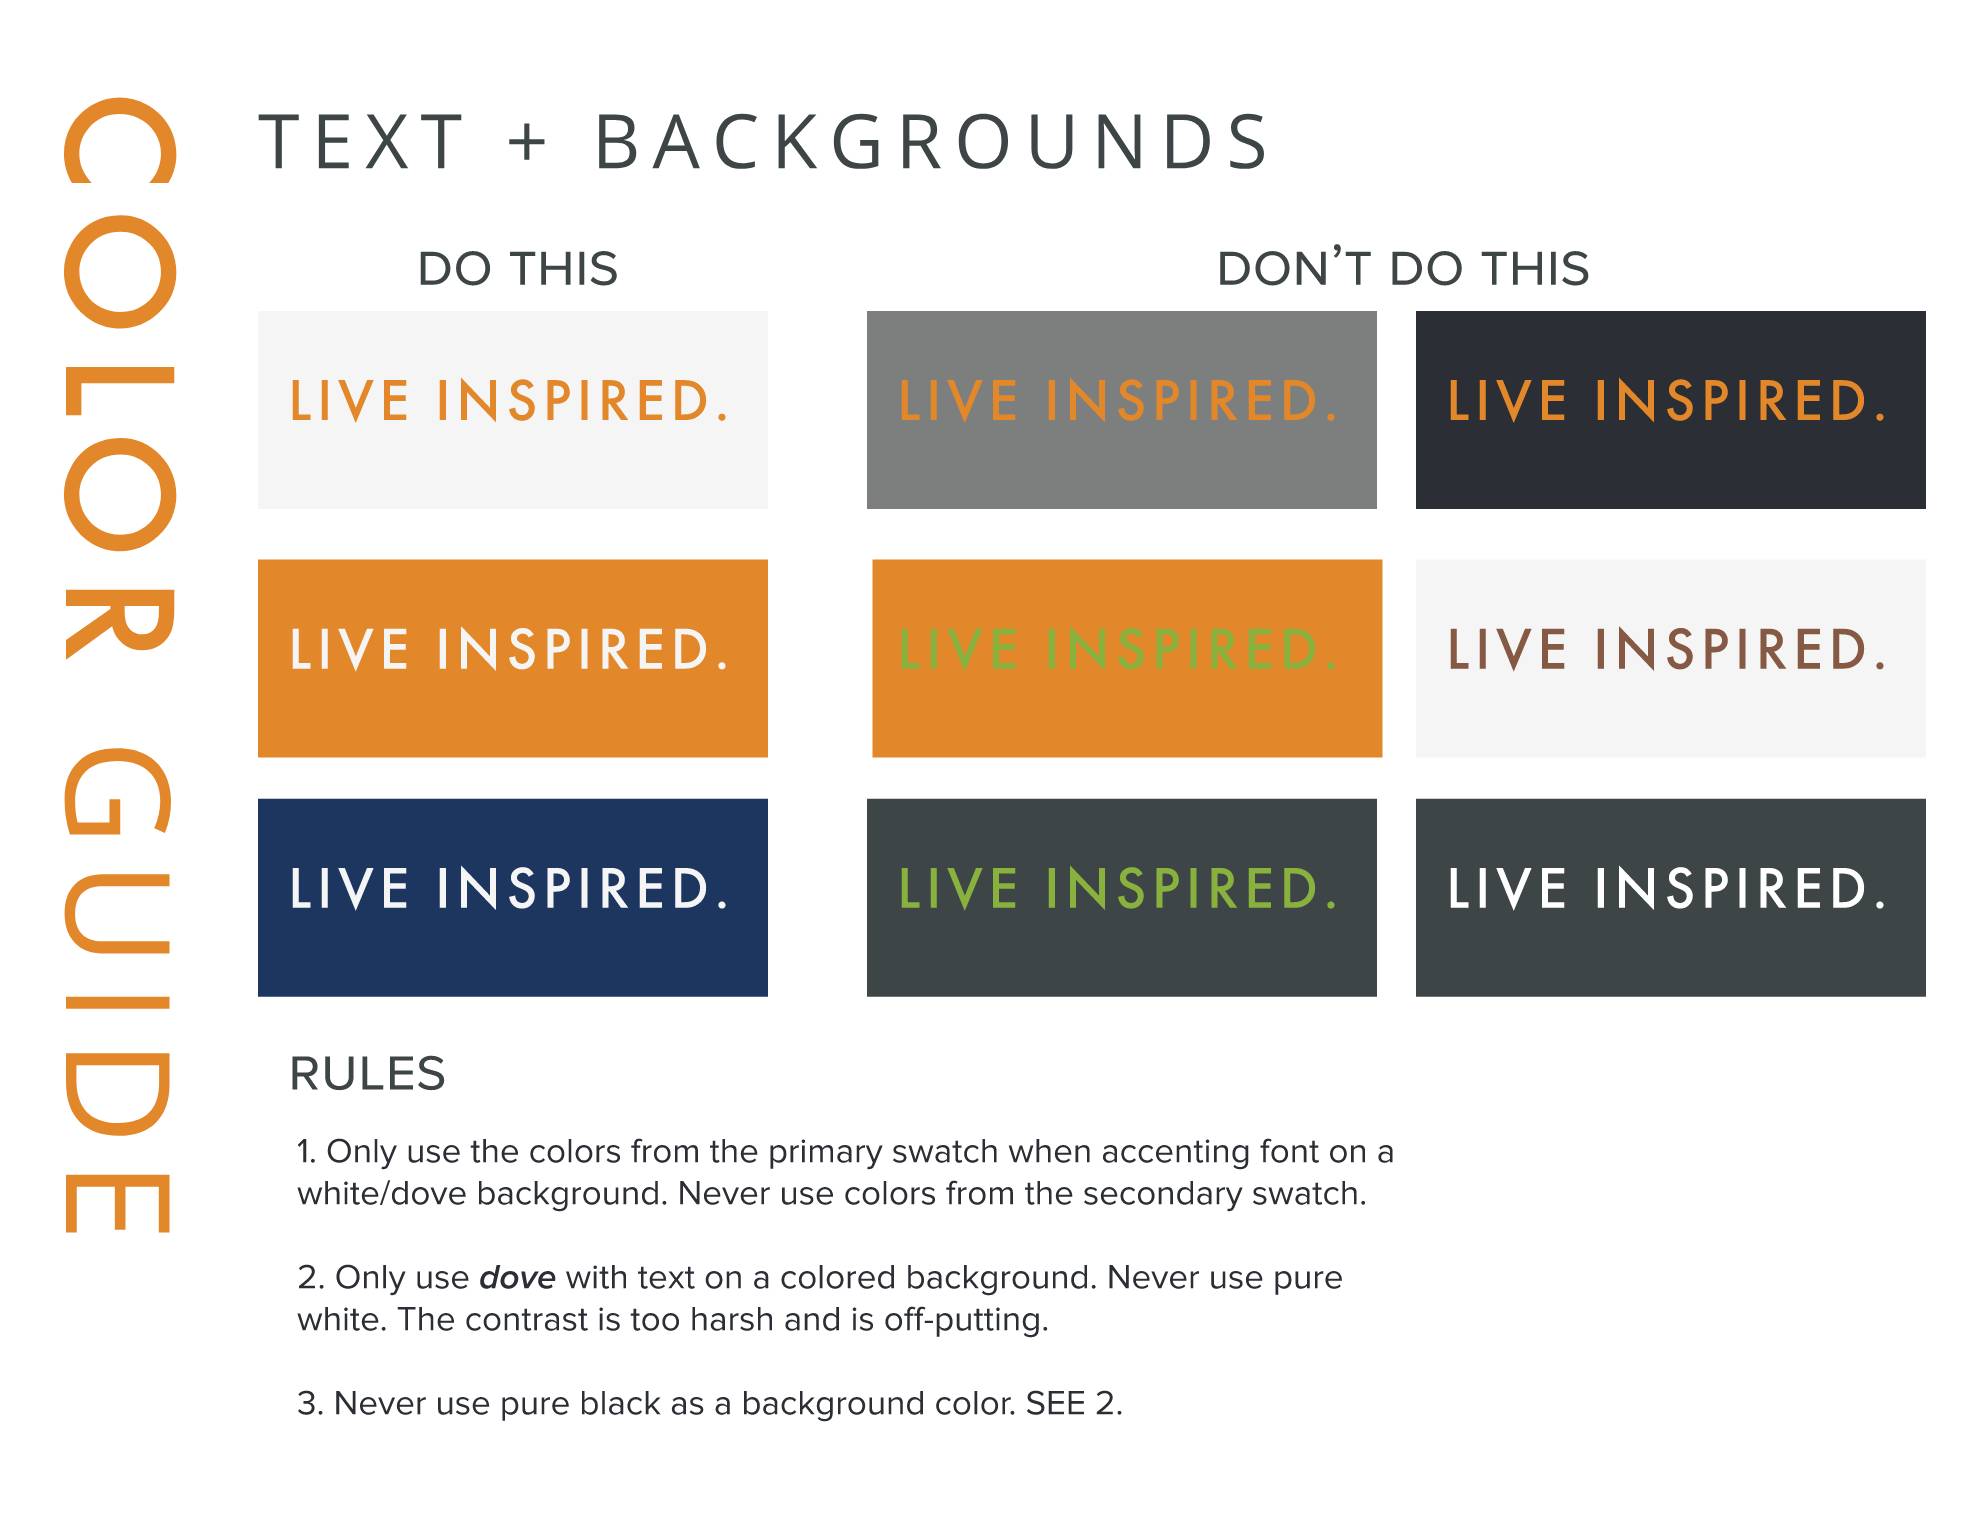 COLOR GUIDE
TEXT + BACKGROUNDS
DO THIS
DON'T DO THIS
LIVE INSPIRED.
LIVE INSPIRED.
LIVE INSPIRED.
LIVE INSPIRED.
LIVE INSPIRED.
LIVE INSPIRED.
LIVE INSPIRED.
LIVE INSPIRED.
LIVE INSPIRED.
RULES
1. Only use the colors from the primary swatch when accenting font on a
white/dove background. Never use colors from the secondary swatch.
2. Only use dove with text on a colored background. Never use pure
white. The contrast is too harsh and is off-putting.
3. Never use pure black as a background color. SEE 2.